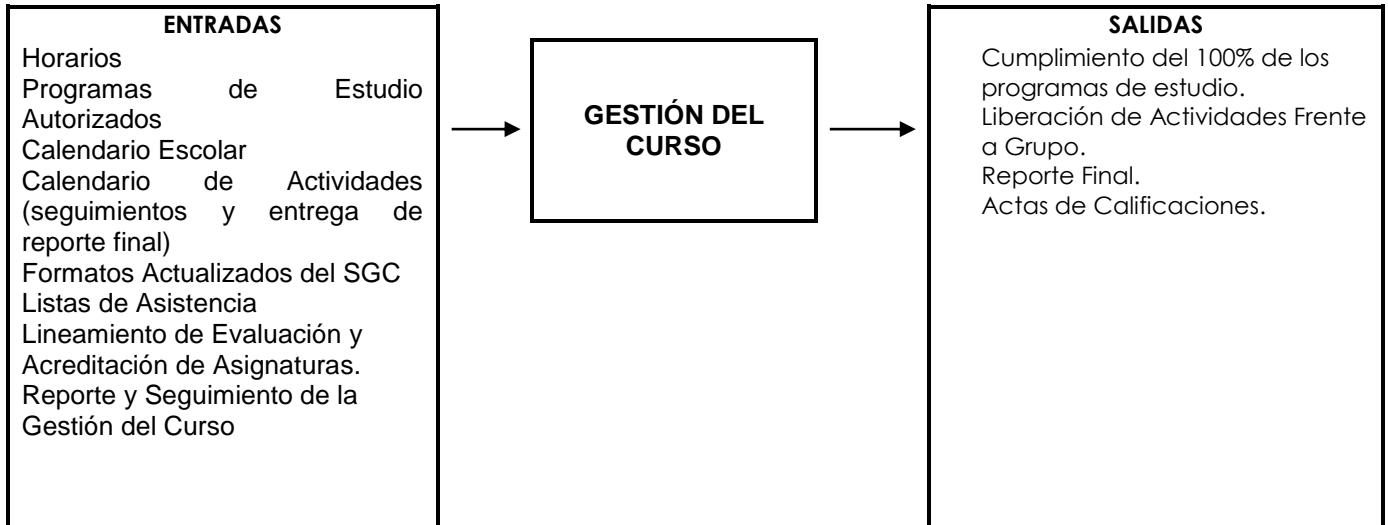 ENTRADAS
Horarios
Programas de Estudio
Autorizados
Calendario Escolar
Calendario de Actividades
(seguimientos y entrega de
reporte final)
Formatos Actualizados del SGC
Listas de Asistencia
Lineamiento de Evaluación y
Acreditación de Asignaturas.
Reporte y Seguimiento de la
Gestión del Curso
GESTIÓN DEL
CURSO
SALIDAS
Cumplimiento del 100% de los
programas de estudio.
Liberación de Actividades Frente
a Grupo.
Reporte Final.
Actas de Calificaciones.